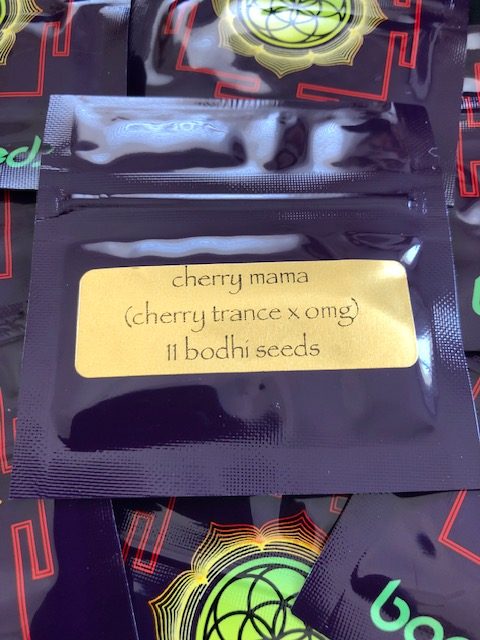 cherry mama
(cherry trance x omg)
11 bodhi seeds